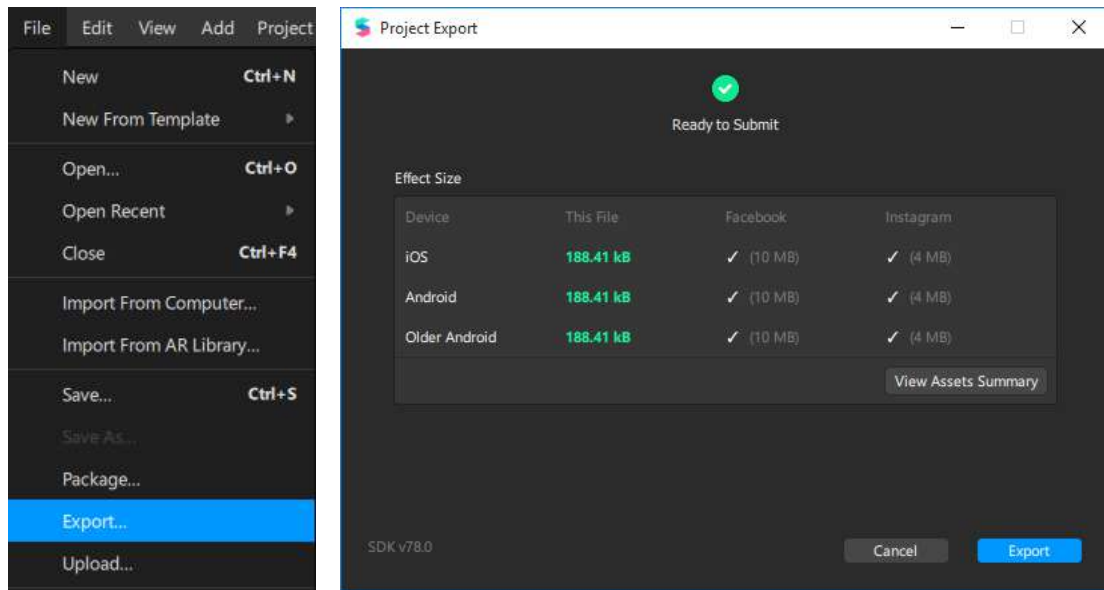 File Edit View Add Project
New Ctrl+N
New From Template
Open... Ctrl+O
Open Recent
Close Ctrl+F4
Import From Computer...
Import From AR Library...
Save... Ctrl+S
Save As...
Package...
Export...
Upload...
Project Export
Ready to Submit
Effect Size
Device This File Facebook Instagram
iOS 188.41 kB ✓ (10 MB) ✓ (4 MB)
Android 188.41 kB ✓ (10 MB) ✓ (4 MB)
Older Android 188.41 kB ✓ (10 MB) ✓ (4 MB)
View Assets Summary
SDK v78.0 Cancel Export